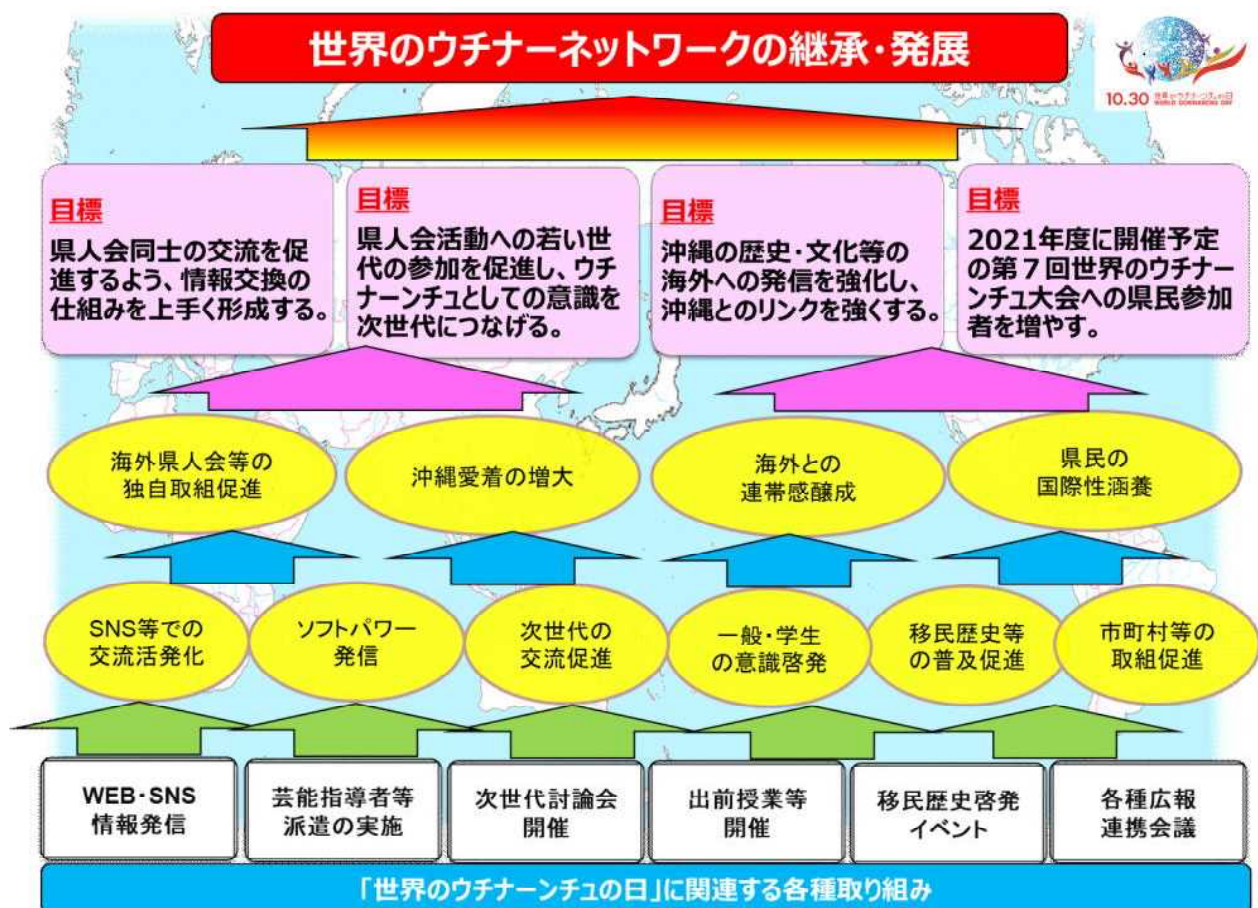 世界のウチナーネットワークの継承・発展
10.30 世界のウチナーンチュの日
WORLD UCHINANCHU DAY
目標
県人会同士の交流を促
進するよう、情報交換の
仕組みを上手く形成する。
目標
県人会活動への若い世
代の参加を促進し、ウチ
ナーンチュとしての意識を
次世代につなげる。
目標
沖縄の歴史・文化等の
海外への発信を強化し、
沖縄とのリンクを強くする。
目標
2021年度に開催予定
の第7回世界のウチナー
ンチュ大会への県民参加
者を増やす。
海外県人会等の
独自取組促進
沖縄愛着の増大
海外との
連帯感醸成
県民の
国際性涵養
SNS等での
交流活発化
ソフトパワー
発信
次世代の
交流促進
一般・学生
の意識啓発
移民歴史等
の普及促進
市町村等の
取組促進
WEB・SNS
情報発信
芸能指導者等
派遣の実施
次世代討論会
開催
出前授業等
開催
移民歴史啓発
イベント
各種広報
連携会議
「世界のウチナーンチュの日」に関連する各種取り組み